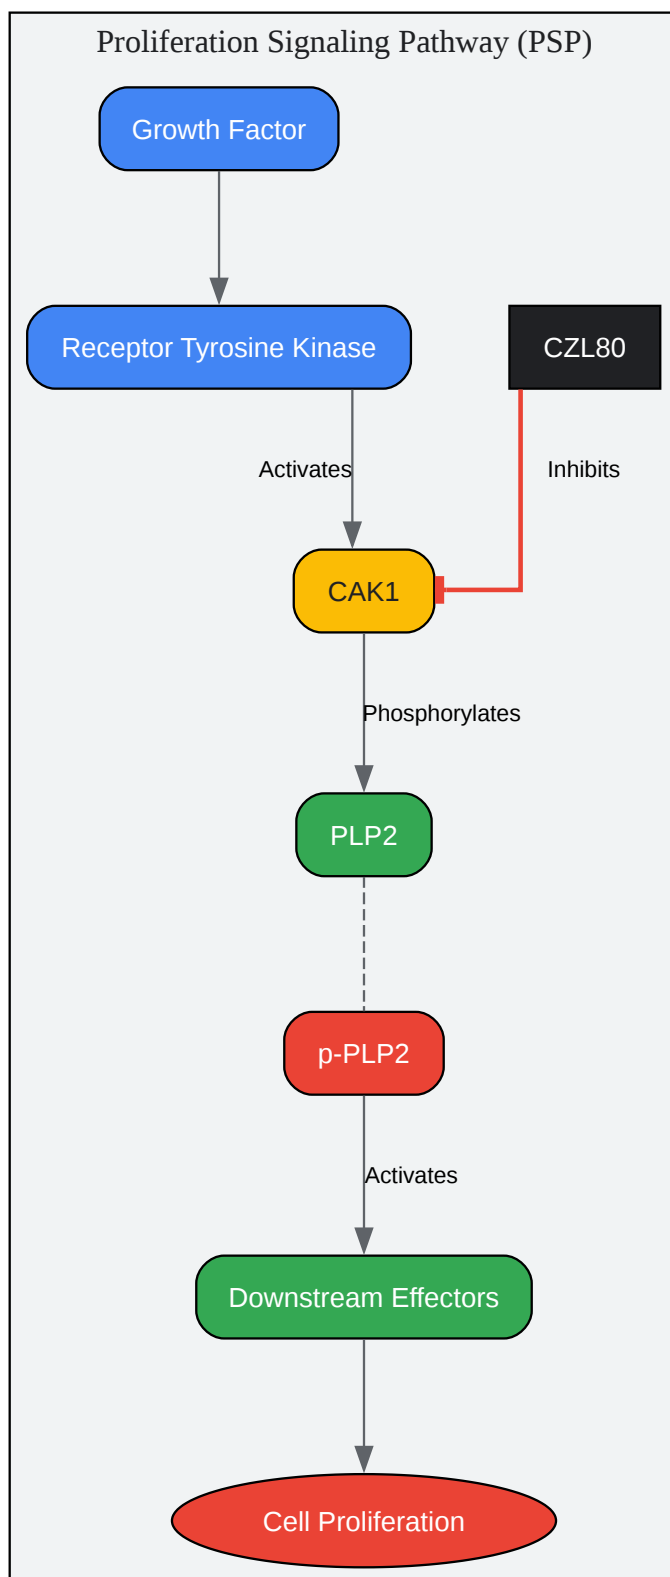 Proliferation Signaling Pathway (PSP)
Growth Factor
Receptor Tyrosine Kinase
CZL80
Activates
Inhibits
CAK1
Phosphorylates
PLP2
p-PLP2
Activates
Downstream Effectors
Cell Proliferation